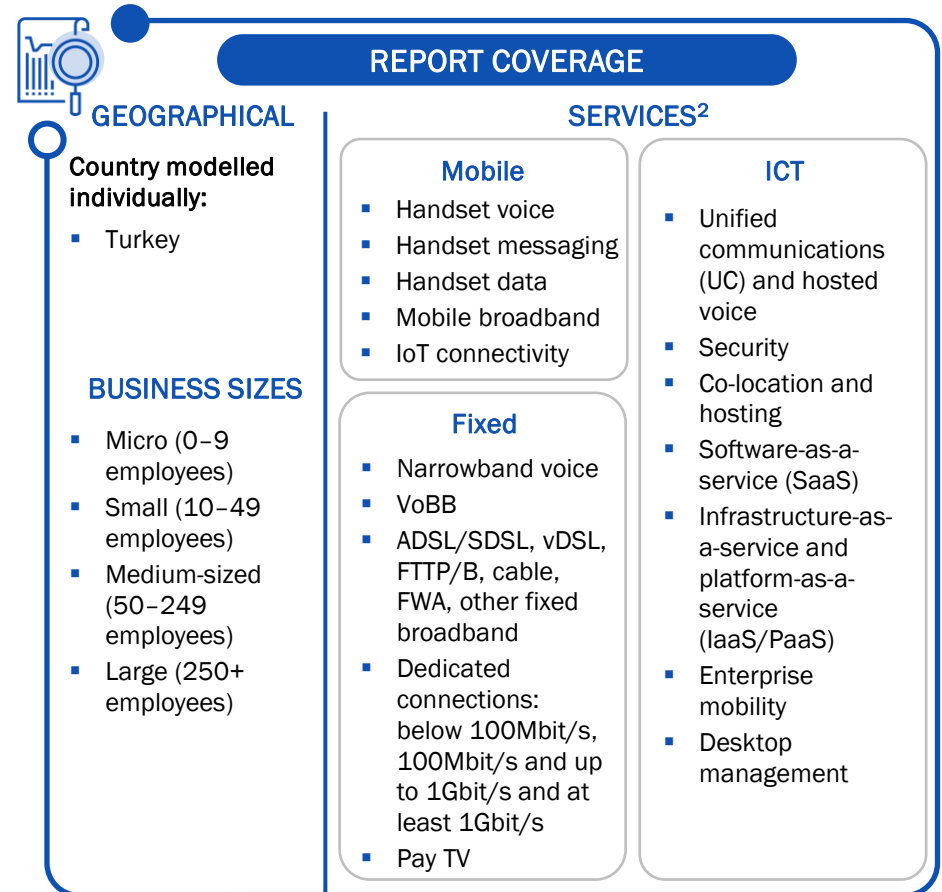 REPORT COVERAGE
GEOGRAPHICAL
Country modelled
individually:
▪ Turkey
BUSINESS SIZES
▪ Micro (0–9
employees)
▪ Small (10–49
employees)
▪ Medium-sized
(50–249
employees)
▪ Large (250+
employees)
SERVICES²
Mobile
▪ Handset voice
▪ Handset messaging
▪ Handset data
▪ Mobile broadband
▪ IoT connectivity
Fixed
▪ Narrowband voice
▪ VoBB
▪ ADSL/SDSL, vDSL,
FTTP/B, cable,
FWA, other fixed
broadband
▪ Dedicated
connections:
below 100Mbit/s,
100Mbit/s and up
to 1Gbit/s and at
least 1Gbit/s
▪ Pay TV
ICT
▪ Unified
communications
(UC) and hosted
voice
▪ Security
▪ Co-location and
hosting
▪ Software-as-a-
service (SaaS)
▪ Infrastructure-as-
a-service and
platform-as-a-
service
(IaaS/PaaS)
▪ Enterprise
mobility
▪ Desktop
management